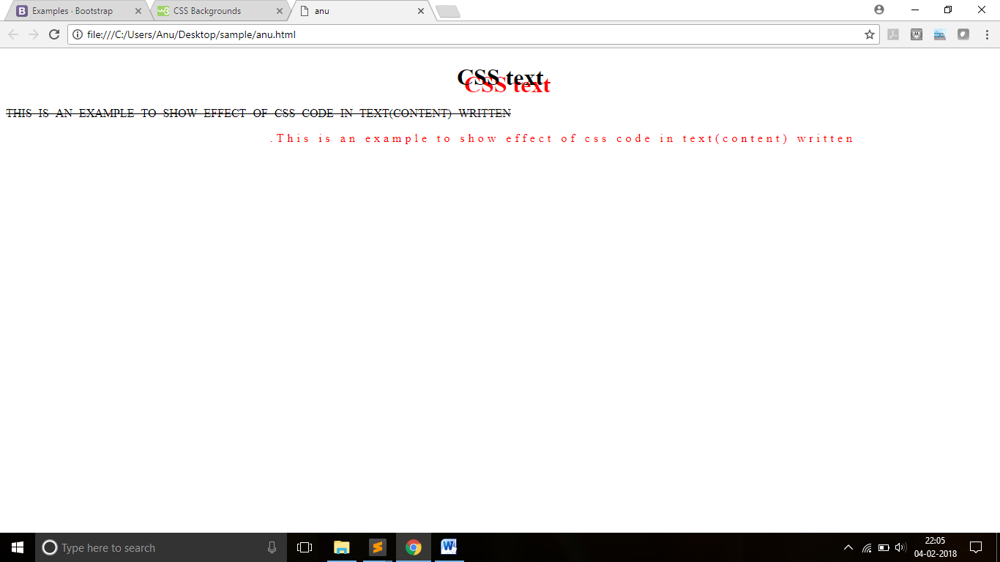 Examples · Bootstrap
CSS Backgrounds
anu
file:///C:/Users/Anu/Desktop/sample/anu.html
CSS text
CSS text
THIS IS AN EXAMPLE TO SHOW EFFECT OF CSS CODE IN TEXT(CONTENT) WRITTEN
.This is an example to show effect of css code in text(content) written
Type here to search
22:05
04-02-2018